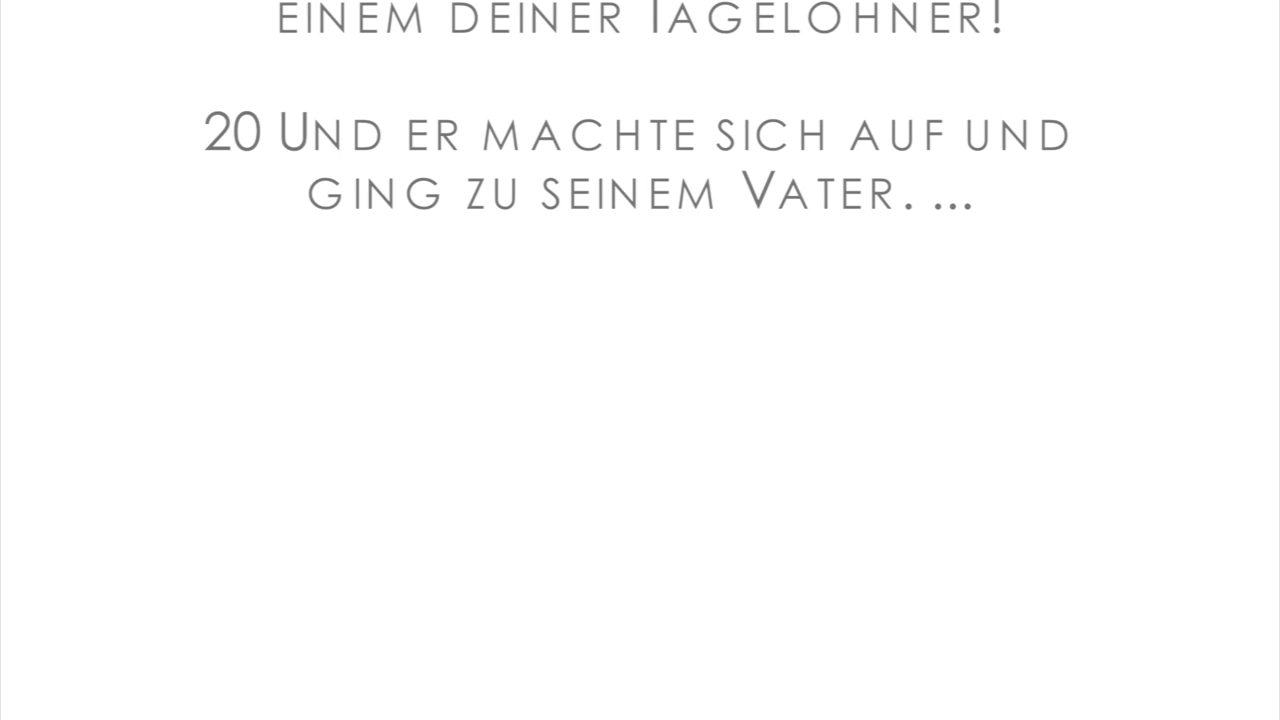 einem deiner Tagelöhner!
20 Und er machte sich auf und
ging zu seinem Vater. ...